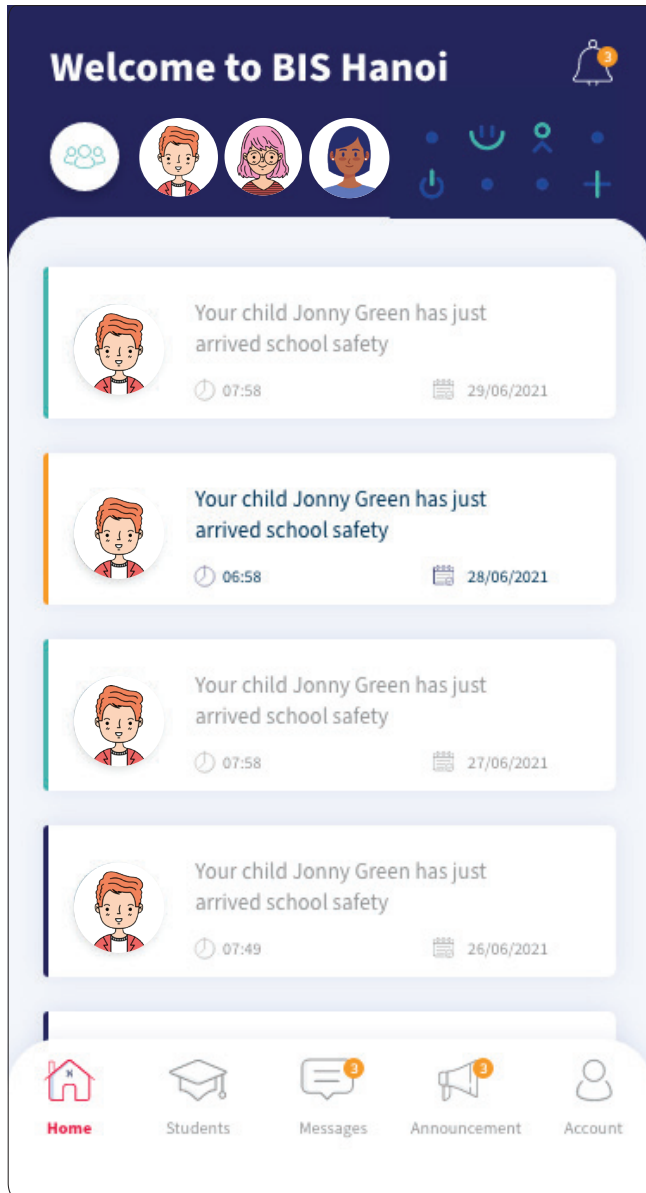 Welcome to BIS Hanoi
3
Your child Jonny Green has just
arrived school safety
07:58 29/06/2021
Your child Jonny Green has just
arrived school safety
06:58 28/06/2021
Your child Jonny Green has just
arrived school safety
07:58 27/06/2021
Your child Jonny Green has just
arrived school safety
07:49 26/06/2021
3 3
Home Students Messages Announcement Account